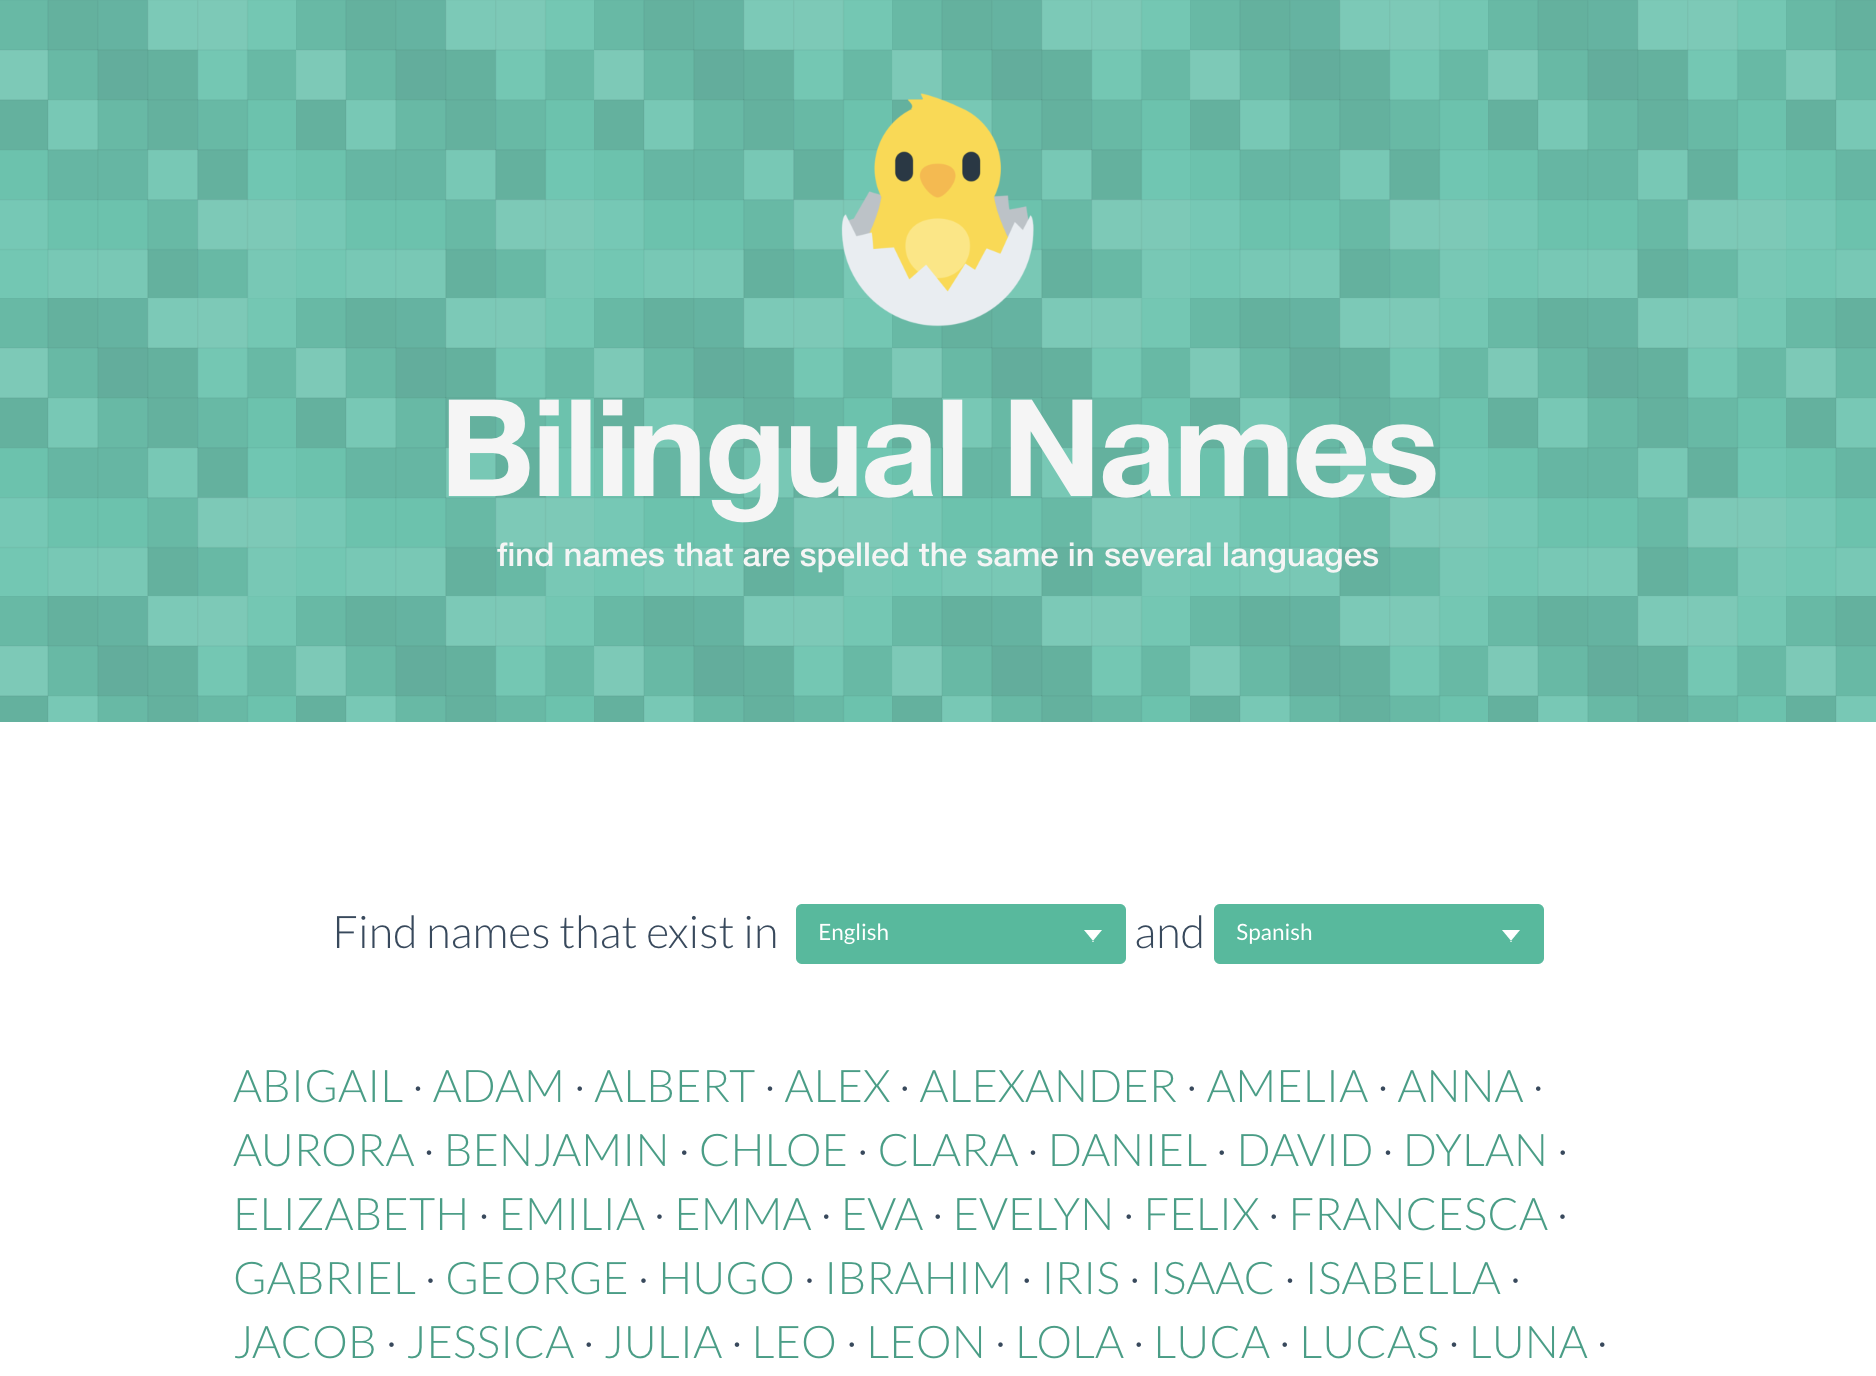 Bilingual Names
find names that are spelled the same in several languages
Find names that exist in English and Spanish
ABIGAIL · ADAM · ALBERT · ALEX · ALEXANDER · AMELIA · ANNA ·
AURORA · BENJAMIN · CHLOE · CLARA · DANIEL · DAVID · DYLAN ·
ELIZABETH · EMILIA · EMMA · EVA · EVELYN · FELIX · FRANCESCA ·
GABRIEL · GEORGE · HUGO · IBRAHIM · IRIS · ISAAC · ISABELLA ·
JACOB · JESSICA · JULIA · LEO · LEON · LOLA · LUCA · LUCAS · LUNA ·